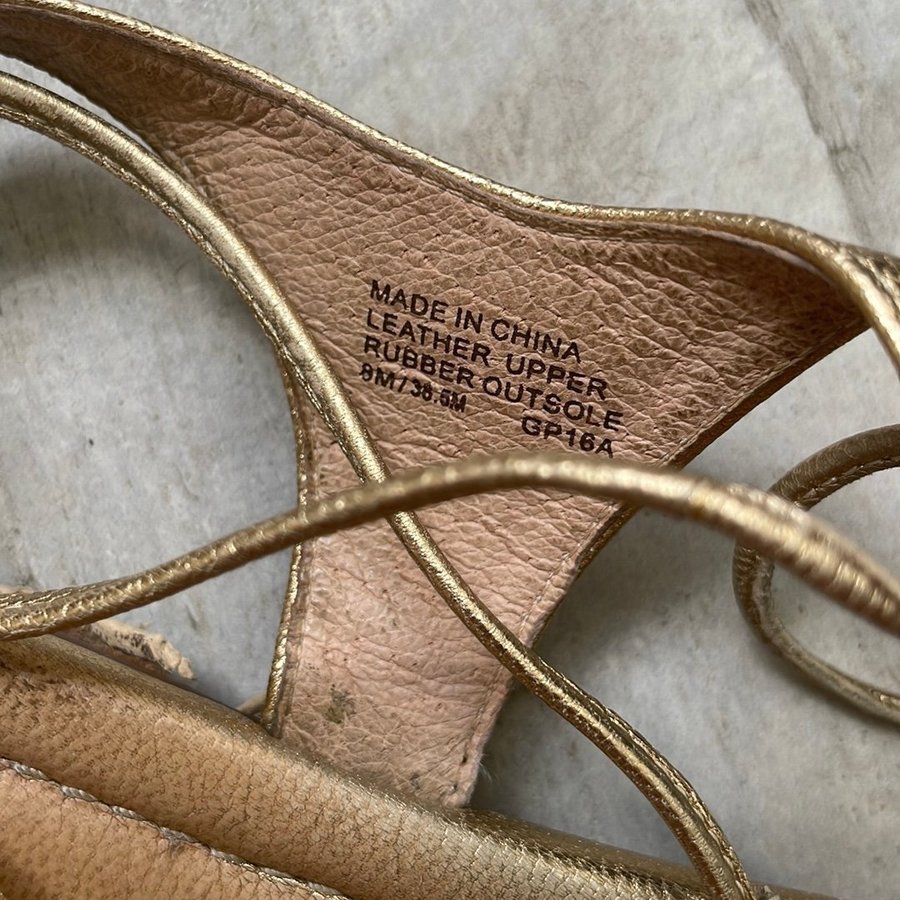 MADE IN CHINA
LEATHER UPPER
RUBBER OUTSOLE
8M/38.5M
GP16A